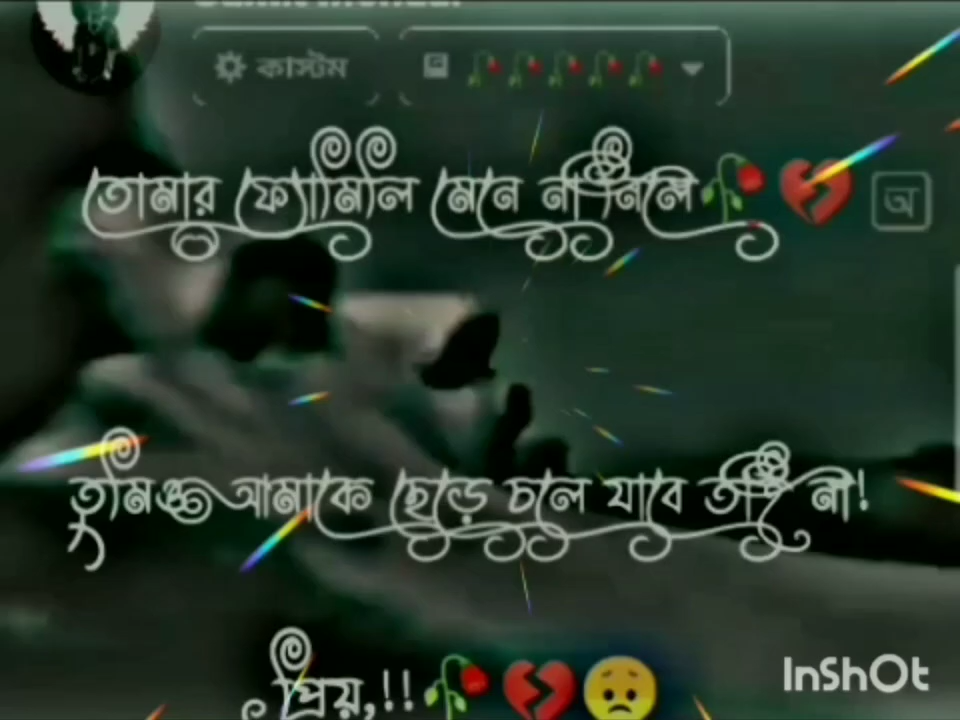 কাস্টম 🥀🥀🥀🥀🥀
তোমার ফ্যামিলি মেনে না নিলে🥀💔 অ
তুমিও আমাকে ছেড়ে চলে যাবে তাই না!
প্রিয়,!!🥀💔😟
InShOt